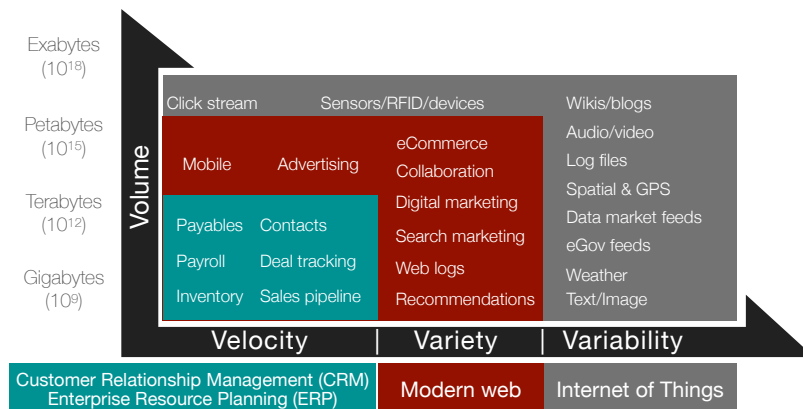 Exabytes
(10¹⁸)
Petabytes
(10¹⁵)
Terabytes
(10¹²)
Gigabytes
(10⁹)
Volume
Click stream
Sensors/RFID/devices
Mobile
Advertising
Payables
Contacts
Payroll
Deal tracking
Inventory
Sales pipeline
eCommerce
Collaboration
Digital marketing
Search marketing
Web logs
Recommendations
Wikis/blogs
Audio/video
Log files
Spatial & GPS
Data market feeds
eGov feeds
Weather
Text/Image
Velocity | Variety | Variability
Customer Relationship Management (CRM)
Enterprise Resource Planning (ERP)
Modern web
Internet of Things